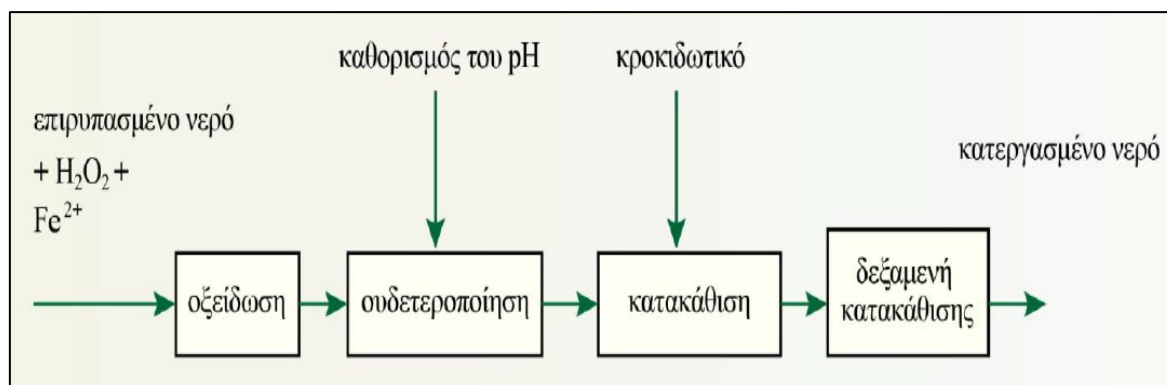 καθορισμός του pH
κροκιδωτικό
επιρυπασμένο νερό
+ H₂O₂ +
Fe²⁺
κατεργασμένο νερό
οξείδωση
ουδετεροποίηση
κατακάθιση
δεξαμενή
κατακάθισης